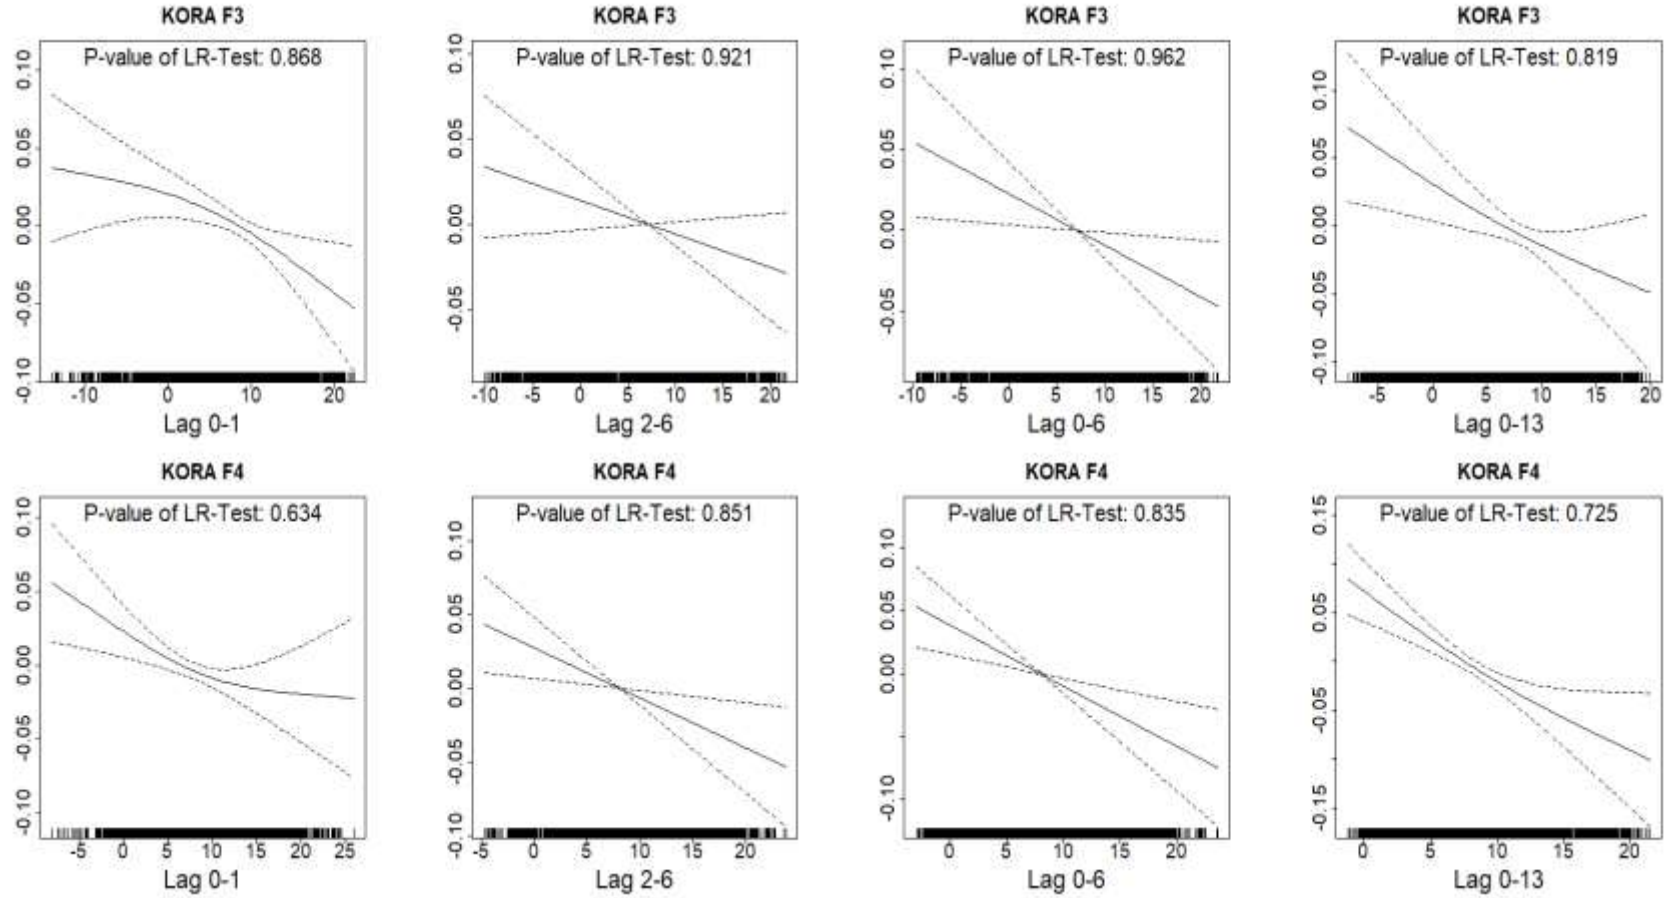 KORA F3 KORA F3 KORA F3 KORA F3
P-value of LR-Test: 0.868 P-value of LR-Test: 0.921 P-value of LR-Test: 0.962 P-value of LR-Test: 0.819
0.10 0.05 0.00 -0.05 -0.10
0.10 0.05 0.00 -0.05
0.10 0.05 0.00 -0.05
0.10 0.05 0.00 -0.05 -0.10
-10 0 10 20
-10 -5 0 5 10 15 20
-10 -5 0 5 10 15 20
-5 0 5 10 15 20
Lag 0-1 Lag 2-6 Lag 0-6 Lag 0-13
KORA F4 KORA F4 KORA F4 KORA F4
P-value of LR-Test: 0.634 P-value of LR-Test: 0.851 P-value of LR-Test: 0.835 P-value of LR-Test: 0.725
0.10 0.05 0.00 -0.05 -0.10
0.10 0.05 0.00 -0.05 -0.10
0.10 0.05 0.00 -0.10
0.15 0.05 -0.05 -0.15
-5 0 5 10 15 20 25
-5 0 5 10 15 20
0 5 10 15 20
0 5 10 15 20
Lag 0-1 Lag 2-6 Lag 0-6 Lag 0-13